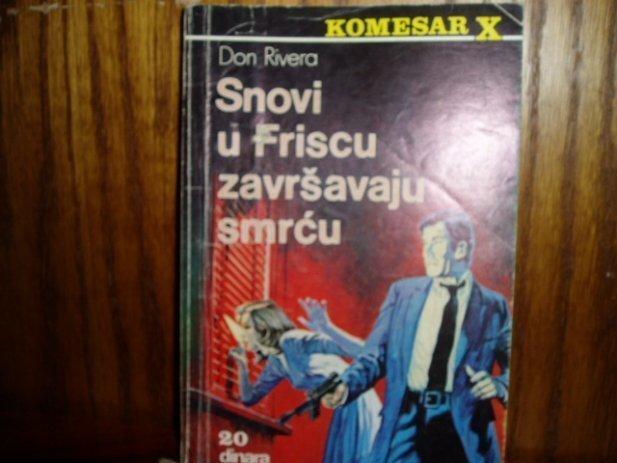 KOMESAR X
Don Rivera
Snovi
u Friscu
završavaju
smrću
20
dinara